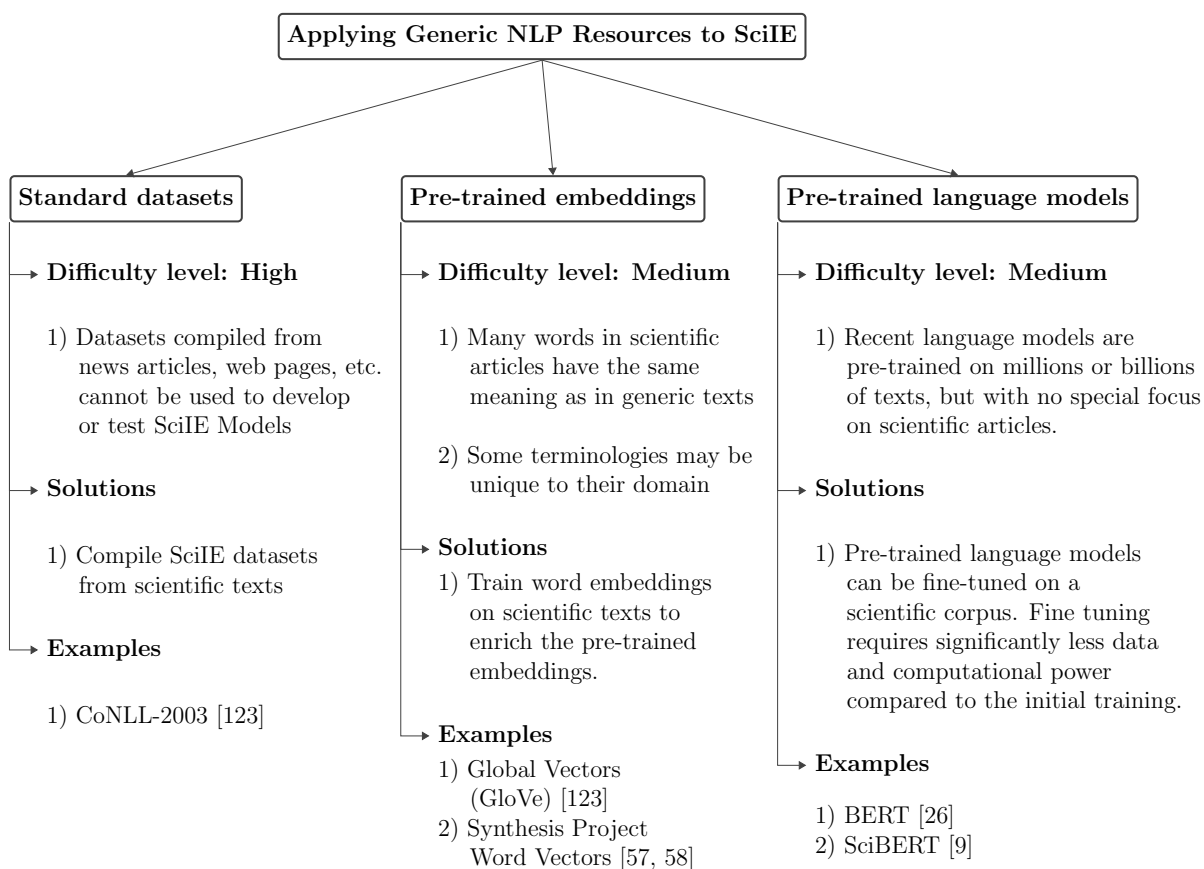 Applying Generic NLP Resources to SciIE
Standard datasets
Difficulty level: High
1) Datasets compiled from
news articles, web pages, etc.
cannot be used to develop
or test SciIE Models
Solutions
1) Compile SciIE datasets
from scientific texts
Examples
1) CoNLL-2003 [123]
Pre-trained embeddings
Difficulty level: Medium
1) Many words in scientific
articles have the same
meaning as in generic texts
2) Some terminologies may be
unique to their domain
Solutions
1) Train word embeddings
on scientific texts to
enrich the pre-trained
embeddings.
Examples
1) Global Vectors
(GloVe) [123]
2) Synthesis Project
Word Vectors [57, 58]
Pre-trained language models
Difficulty level: Medium
1) Recent language models are
pre-trained on millions or billions
of texts, but with no special focus
on scientific articles.
Solutions
1) Pre-trained language models
can be fine-tuned on a
scientific corpus. Fine tuning
requires significantly less data
and computational power
compared to the initial training.
Examples
1) BERT [26]
2) SciBERT [9]